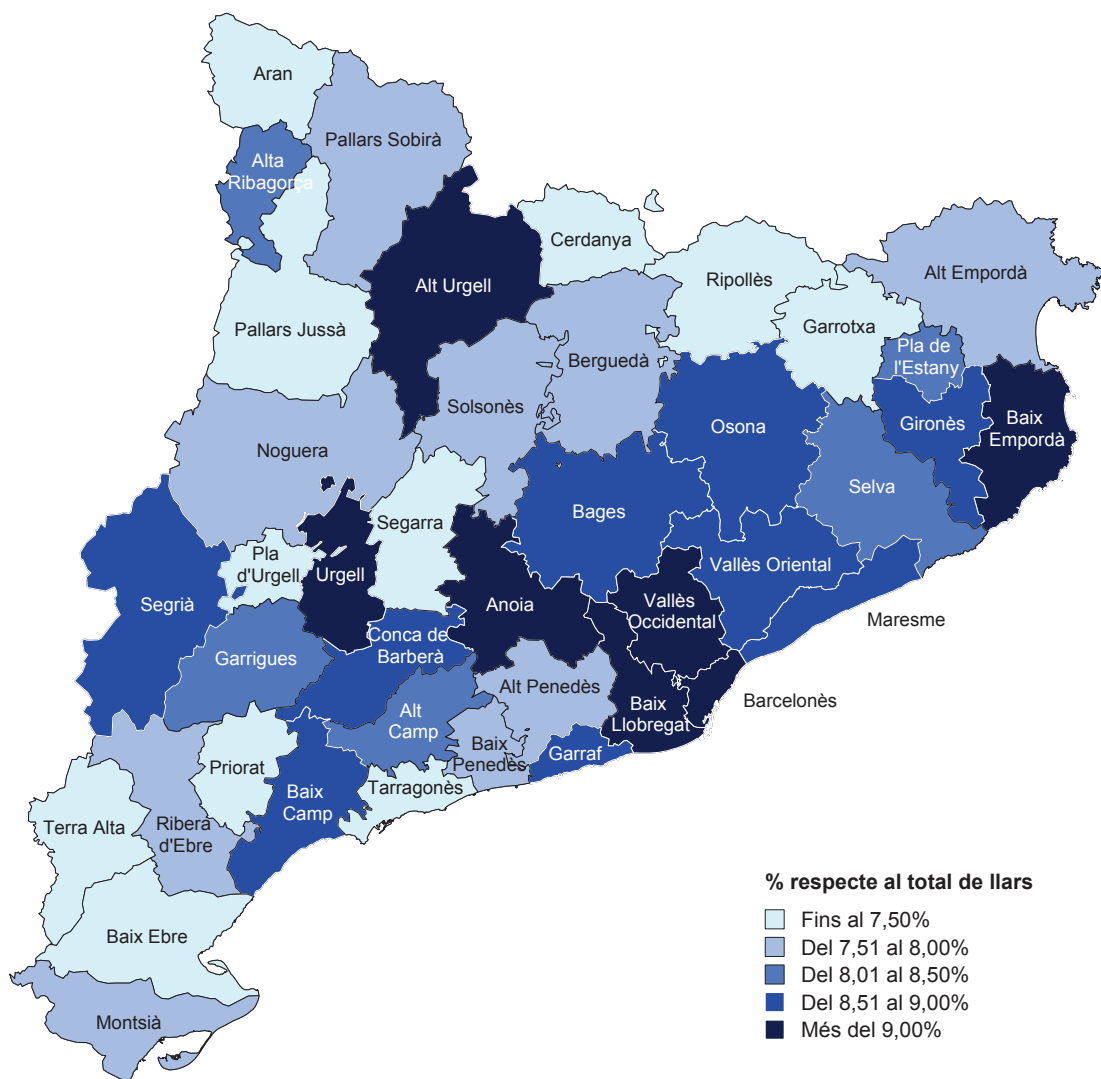 Aran
Pallars Sobirà
Alta
Ribagorça
Cerdanya
Alt Urgell
Ripollès
Alt Empordà
Pallars Jussà
Garrotxa
Pla de
l'Estany
Berguedà
Solsonès
Baix
Empordà
Gironès
Osona
Noguera
Selva
Segarra
Bages
Pla
d'Urgell
Urgell
Vallès Oriental
Segrià
Anoia
Vallès
Occidental
Maresme
Conca de
Barberà
Garrigues
Alt Penedès
Barcelonès
Baix
Llobregat
Alt
Camp
Baix
Penedès
Garraf
Priorat
Tarragonès
Baix
Camp
Terra Alta
Ribera
d'Ebre
Baix Ebre
Montsià
% respecte al total de llars
Fins al 7,50%
Del 7,51 al 8,00%
Del 8,01 al 8,50%
Del 8,51 al 9,00%
Més del 9,00%